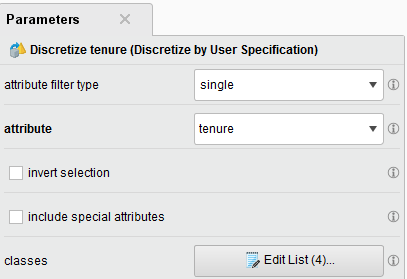 Parameters
Discretize tenure (Discretize by User Specification)
attribute filter type single
attribute tenure
invert selection
include special attributes
classes Edit List (4)...